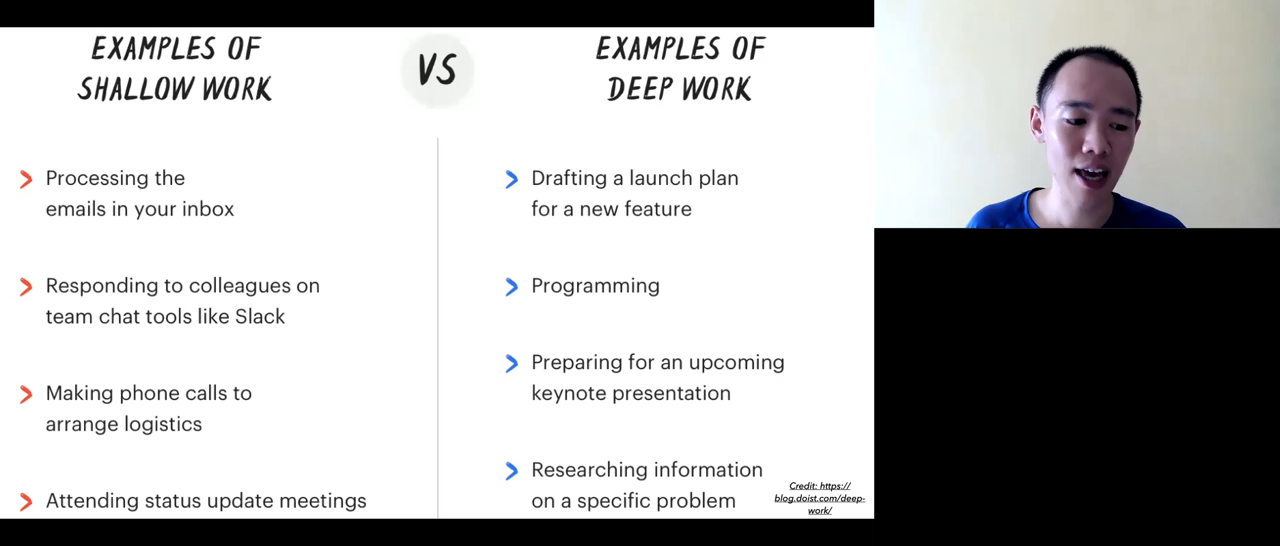 EXAMPLES OF
SHALLOW WORK
VS
EXAMPLES OF
DEEP WORK
Processing the
emails in your inbox
Responding to colleagues on
team chat tools like Slack
Making phone calls to
arrange logistics
Attending status update meetings
Drafting a launch plan
for a new feature
Programming
Preparing for an upcoming
keynote presentation
Researching information
on a specific problem
Credit: https://
blog.doist.com/deep-
work/